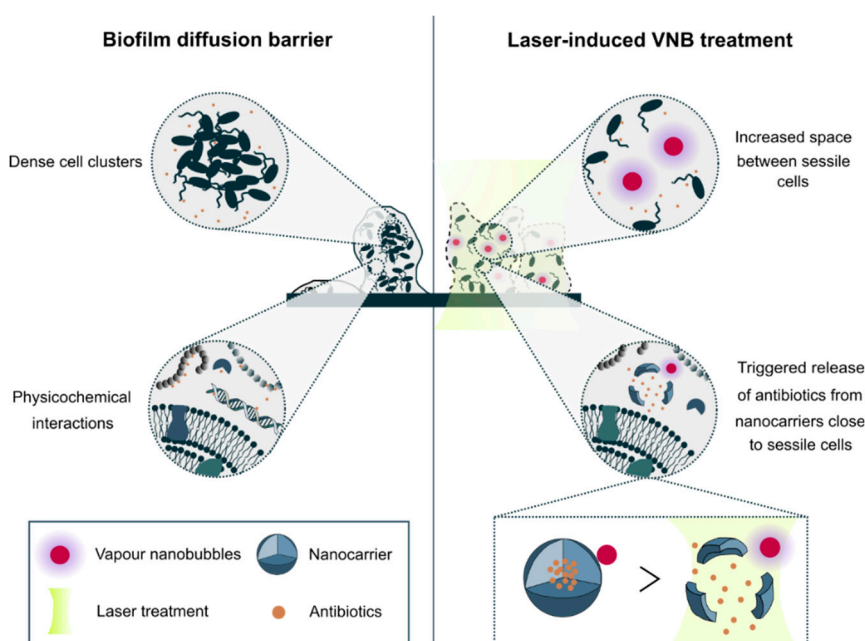 Biofilm diffusion barrier
Laser-induced VNB treatment
Dense cell clusters
Increased space
between sessile
cells
Physicochemical
interactions
Triggered release
of antibiotics from
nanocarriers close
to sessile cells
Vapour nanobubbles
Nanocarrier
Laser treatment
Antibiotics
>